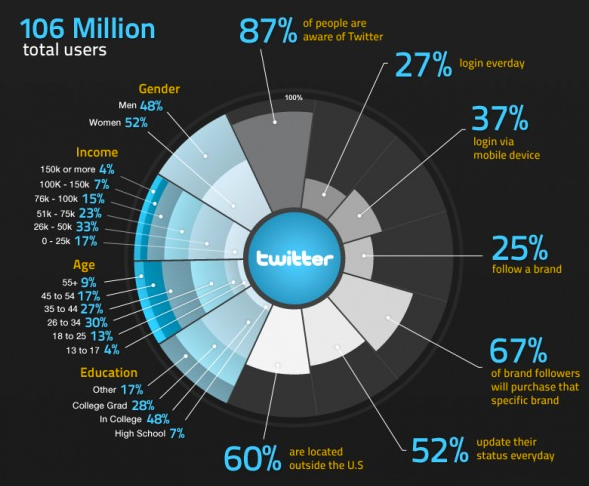 106 Million
total users
87% of people are
aware of Twitter
27% login everday
37%
login via
mobile device
25%
follow a brand
67%
of brand followers
will purchase that
specific brand
52% update their
status everyday
60% are located
outside the U.S
Gender
Men 48%
Women 52%
Income
150k or more 4%
100K - 150k 7%
76k - 100k 15%
51k - 75k 23%
26k - 50k 33%
0 - 25k 17%
Age
55+ 9%
45 to 54 17%
35 to 44 27%
26 to 34 30%
18 to 25 13%
13 to 17 4%
Education
Other 17%
College Grad 28%
In College 48%
High School 7%
100%
twitter